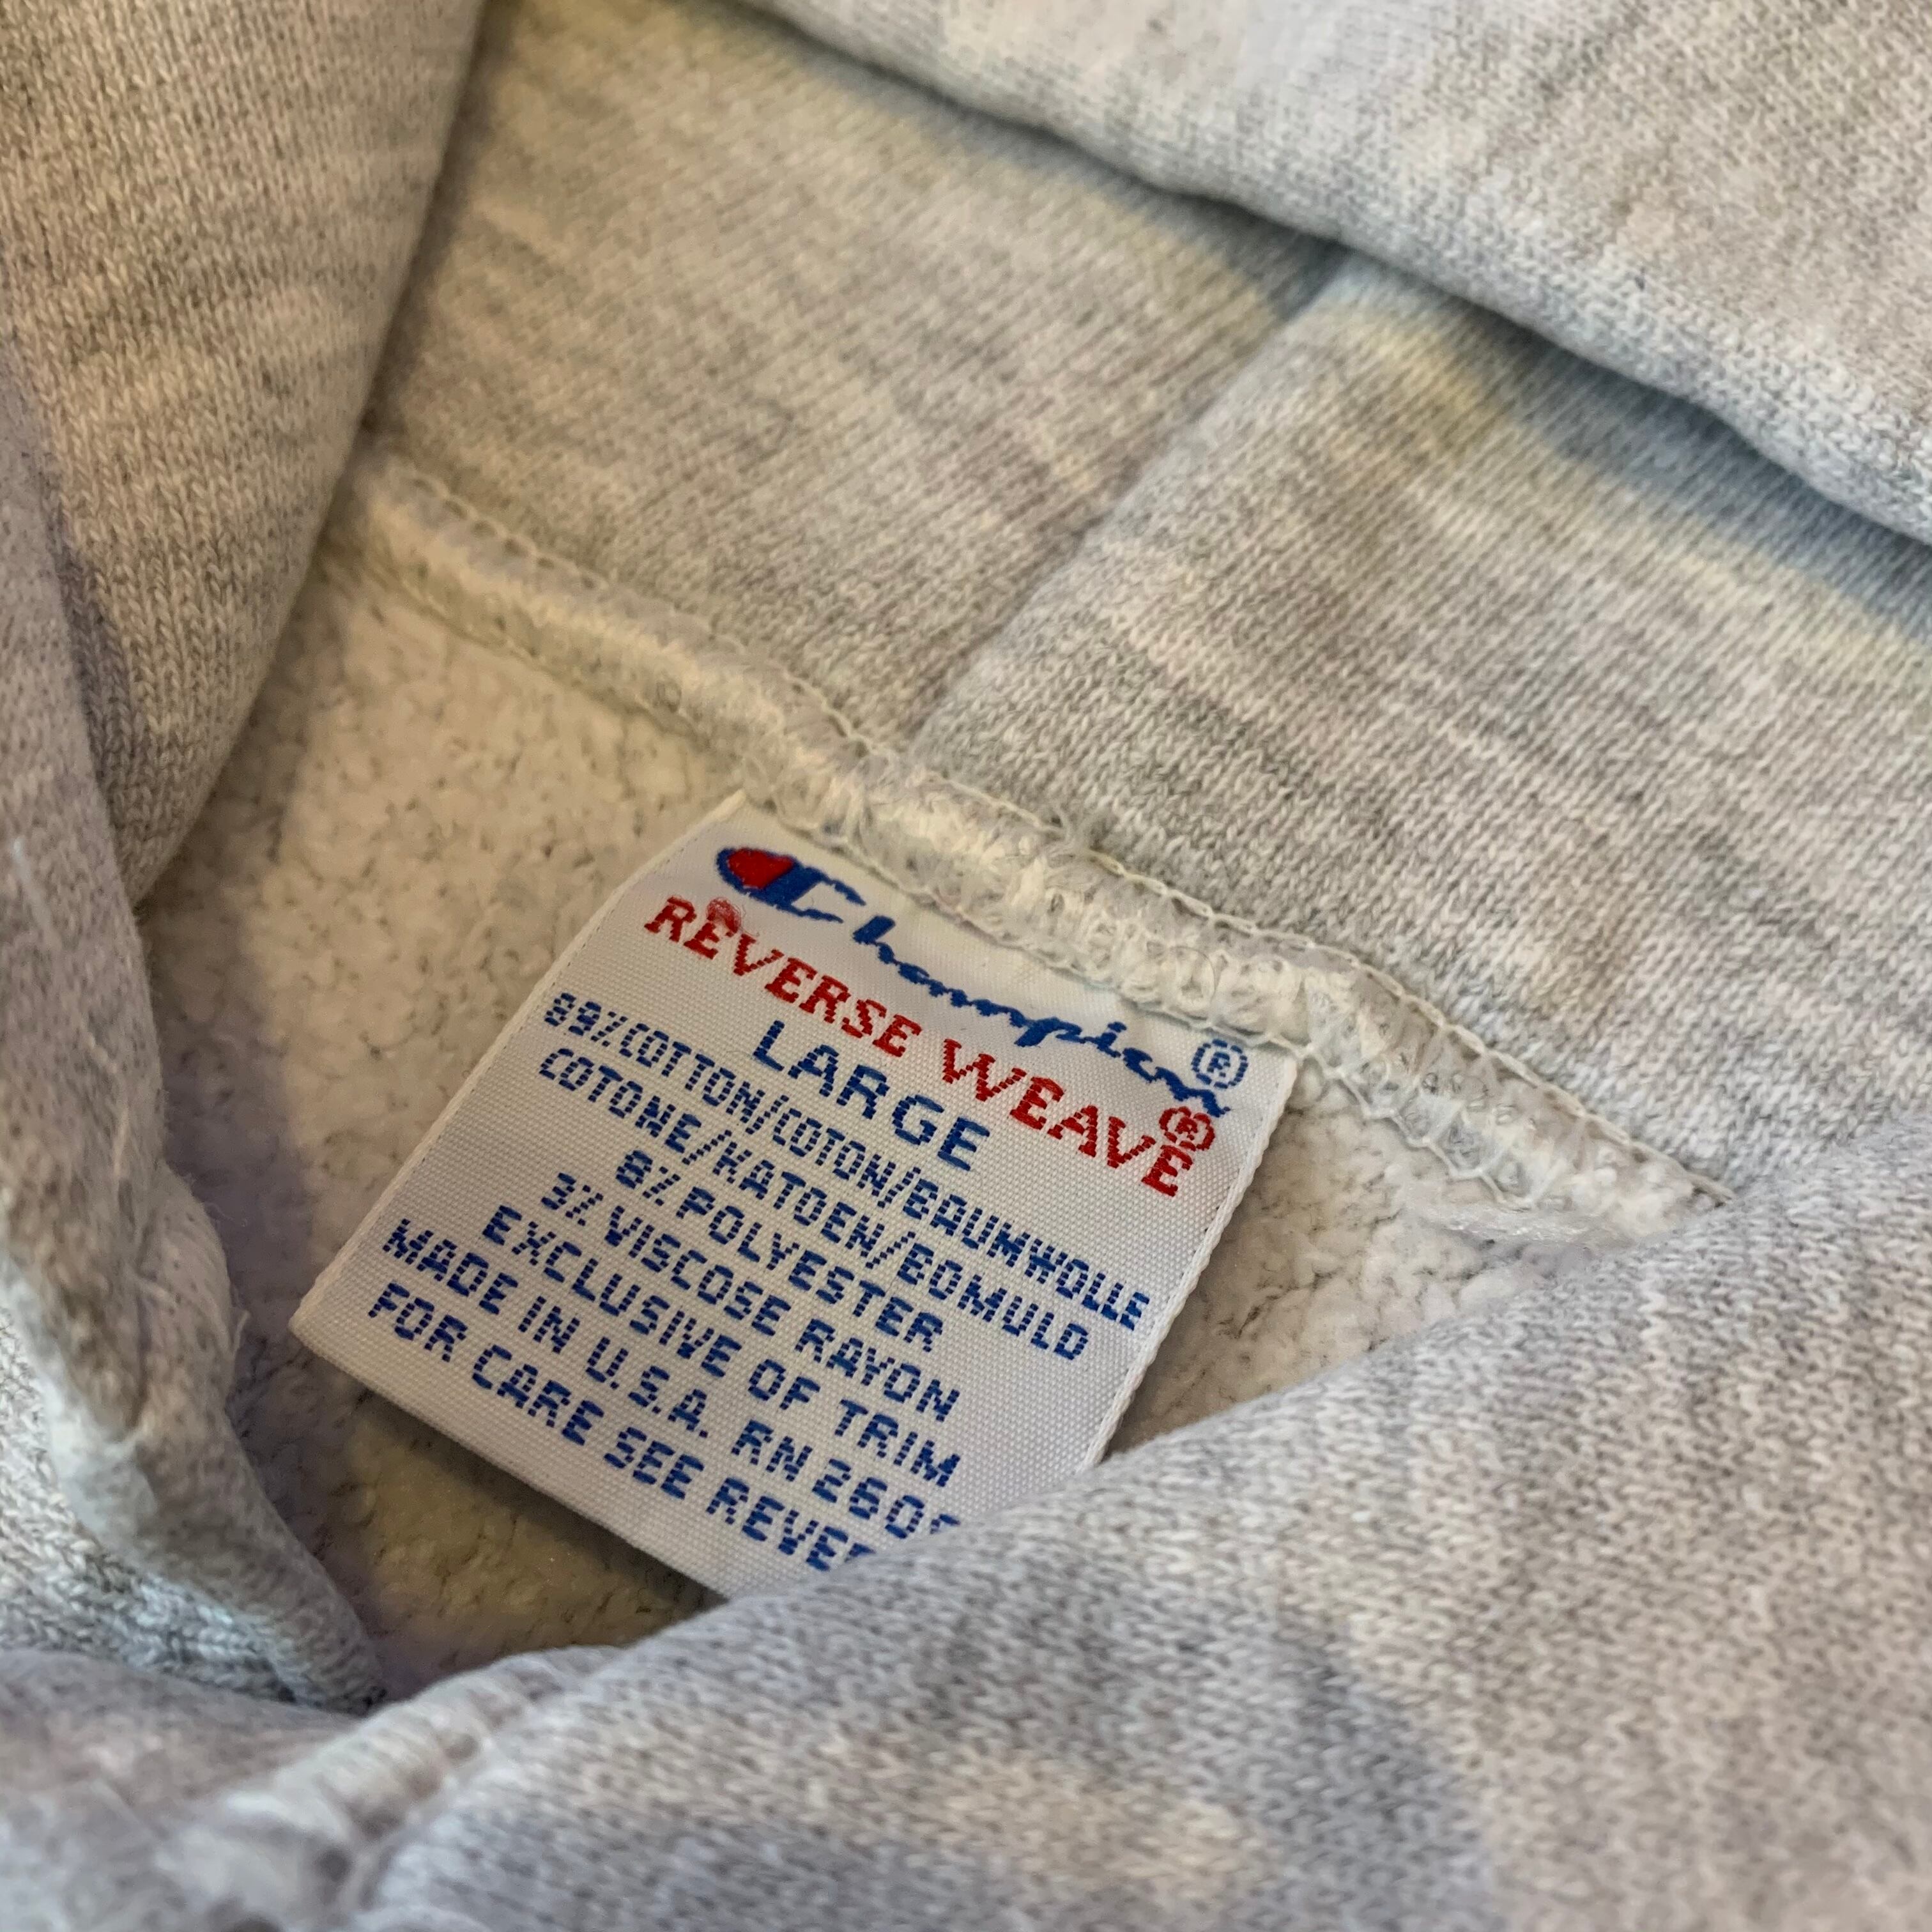 Champion®
REVERSE WEAVE®
LARGE
89% COTTON/COTON/BAUMWOLLE
COTONE/KATOEN/BOMULD
8% POLYESTER
3% VISCOSE RAYON
EXCLUSIVE OF TRIM
MADE IN U.S.A. RN
FOR CARE SEE